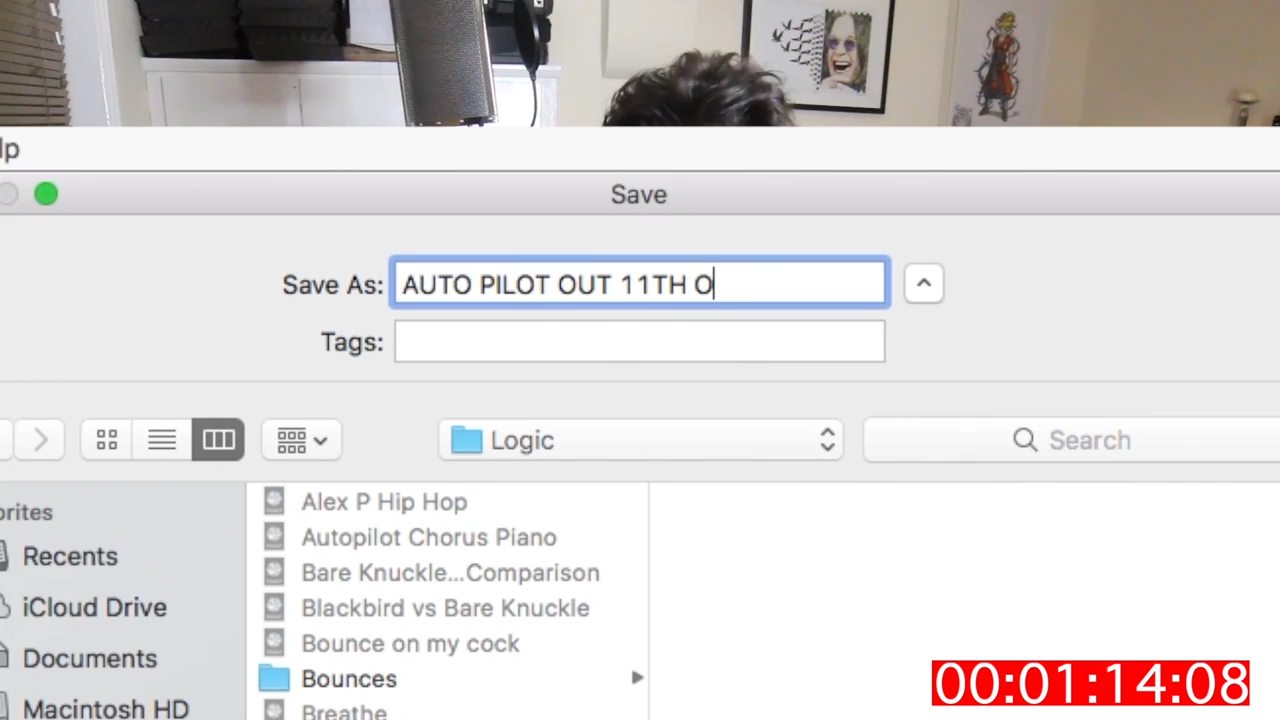 lp
Save
Save As: AUTO PILOT OUT 11TH O
Tags:
Logic
Search
orites
Recents
iCloud Drive
Documents
Macintosh HD
Alex P Hip Hop
Autopilot Chorus Piano
Bare Knuckle...Comparison
Blackbird vs Bare Knuckle
Bounce on my cock
Bounces
Breathe
00:01:14:08